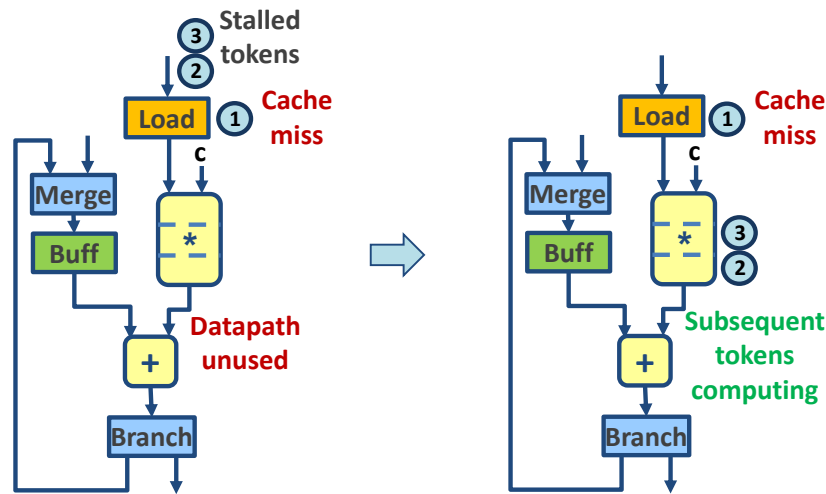 3
Stalled
2
tokens
Load
1
Cache
miss
c
Merge
*
Buff
Datapath
unused
+
Branch
Load
1
Cache
miss
c
Merge
*
3
Buff
2
Subsequent
tokens
computing
+
Branch